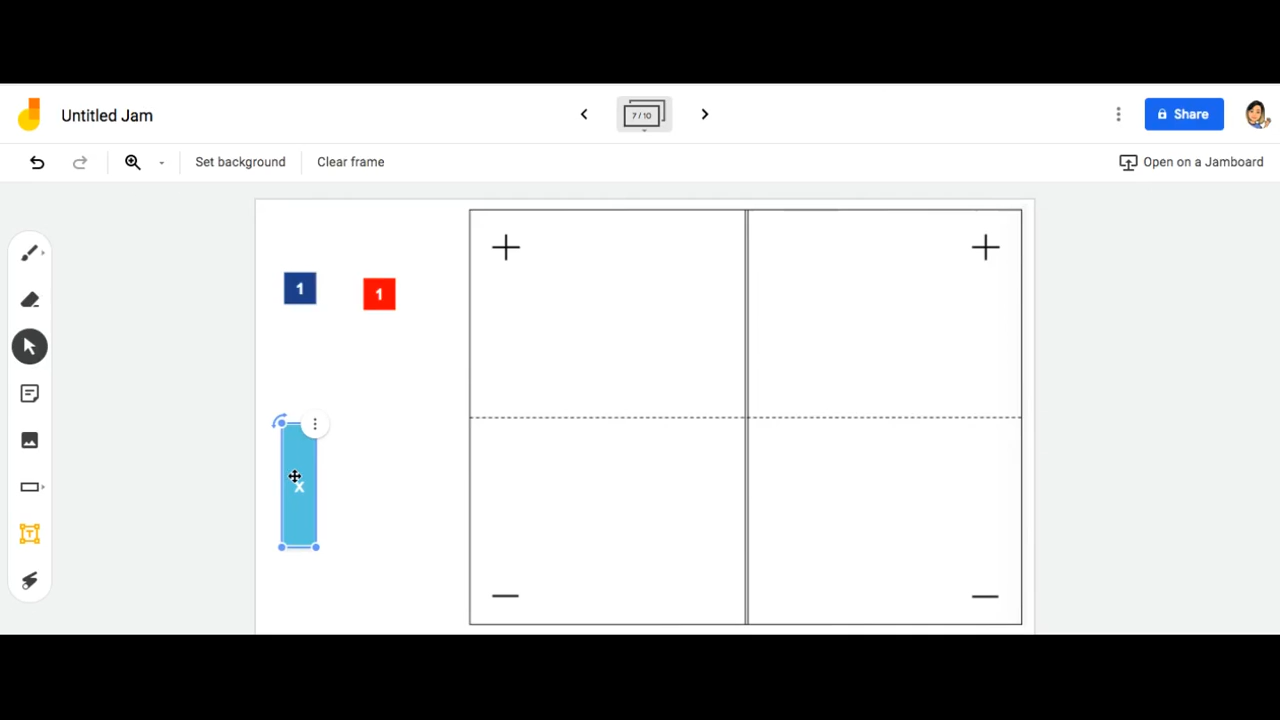 Untitled Jam
7 / 10
Share
Set background
Clear frame
Open on a Jamboard
+
+
1
1
x
T
−
−